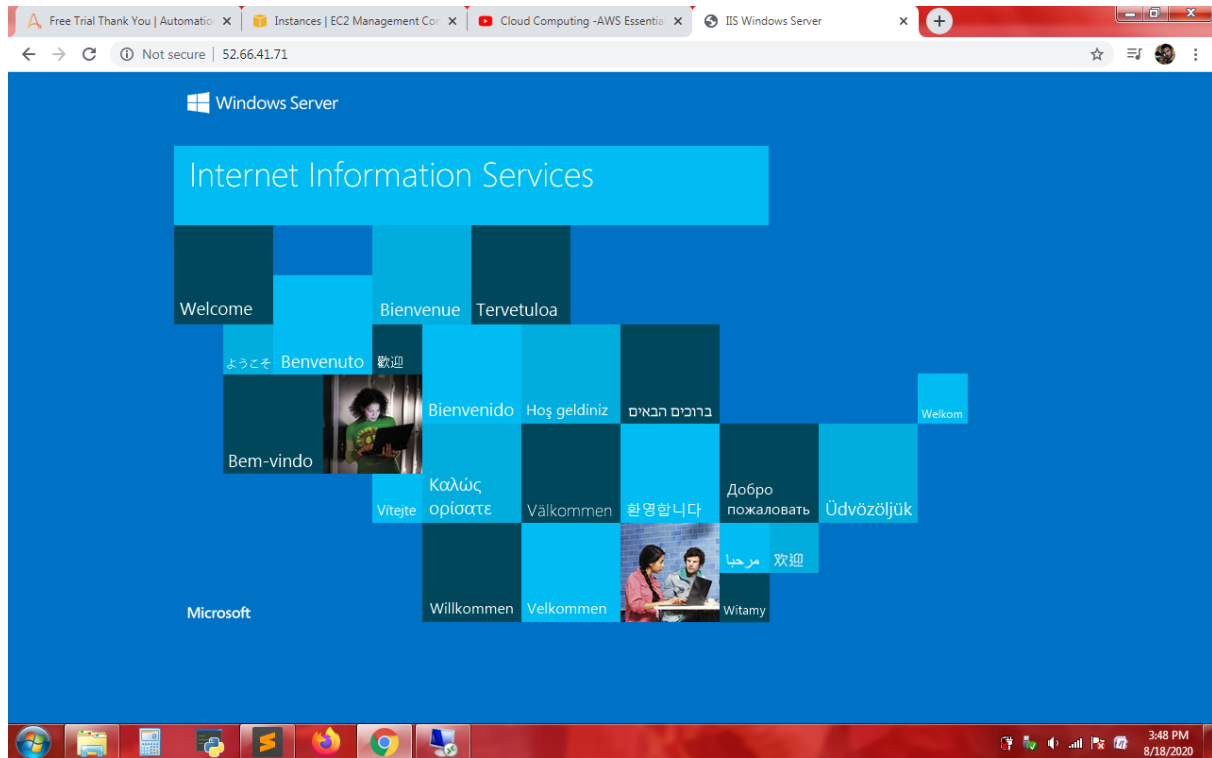 Free Trial Thank You | Automatio
Instances | EC2 Management Con
Cloud Computing -AWS Essential
IIS Windows Server
Not secure | 52.66.41.71
Windows Server
Internet Information Services
Welcome
Bienvenue
Tervetuloa
ようこそ
Benvenuto
歡迎
Bienvenido
Hoş geldiniz
ברוכים הבאים
Welkom
Bem-vindo
Vítejte
Καλώς
ορίσατε
Välkommen
환영합니다
Добро
пожаловать
Üdvözöljük
مرحبا
欢迎
Microsoft
Willkommen
Velkommen
Witamy
3:48 PM
8/18/2020